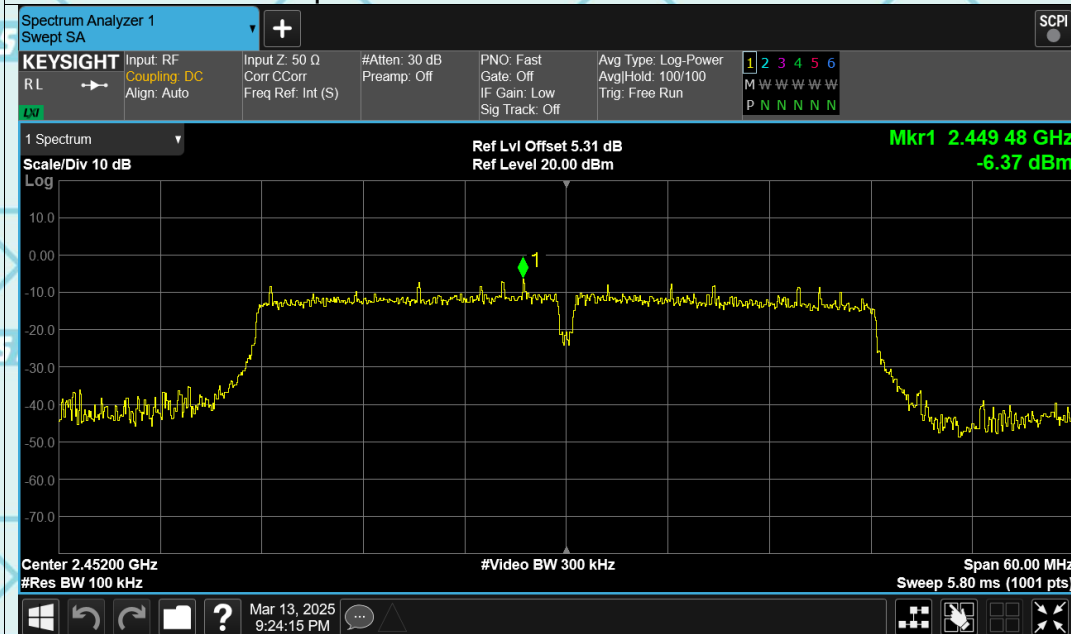 Spectrum Analyzer 1
Swept SA
+
SCPI
KEYSIGHT
R L
LXI
Input: RF
Coupling: DC
Align: Auto
Input Z: 50 Ω
Corr CCorr
Freq Ref: Int (S)
#Atten: 30 dB
Preamp: Off
PNO: Fast
Gate: Off
IF Gain: Low
Sig Track: Off
Avg Type: Log-Power
Avg|Hold: 100/100
Trig: Free Run
1 2 3 4 5 6
M W W W W W
P N N N N N
1 Spectrum
Scale/Div 10 dB
Log
Ref Lvl Offset 5.31 dB
Ref Level 20.00 dBm
Mkr1 2.449 48 GHz
-6.37 dBm
10.0
0.00
-10.0
-20.0
-30.0
-40.0
-50.0
-60.0
-70.0
1
Center 2.45200 GHz
#Res BW 100 kHz
#Video BW 300 kHz
Span 60.00 MHz
Sweep 5.80 ms (1001 pts)
?
Mar 13, 2025
9:24:15 PM